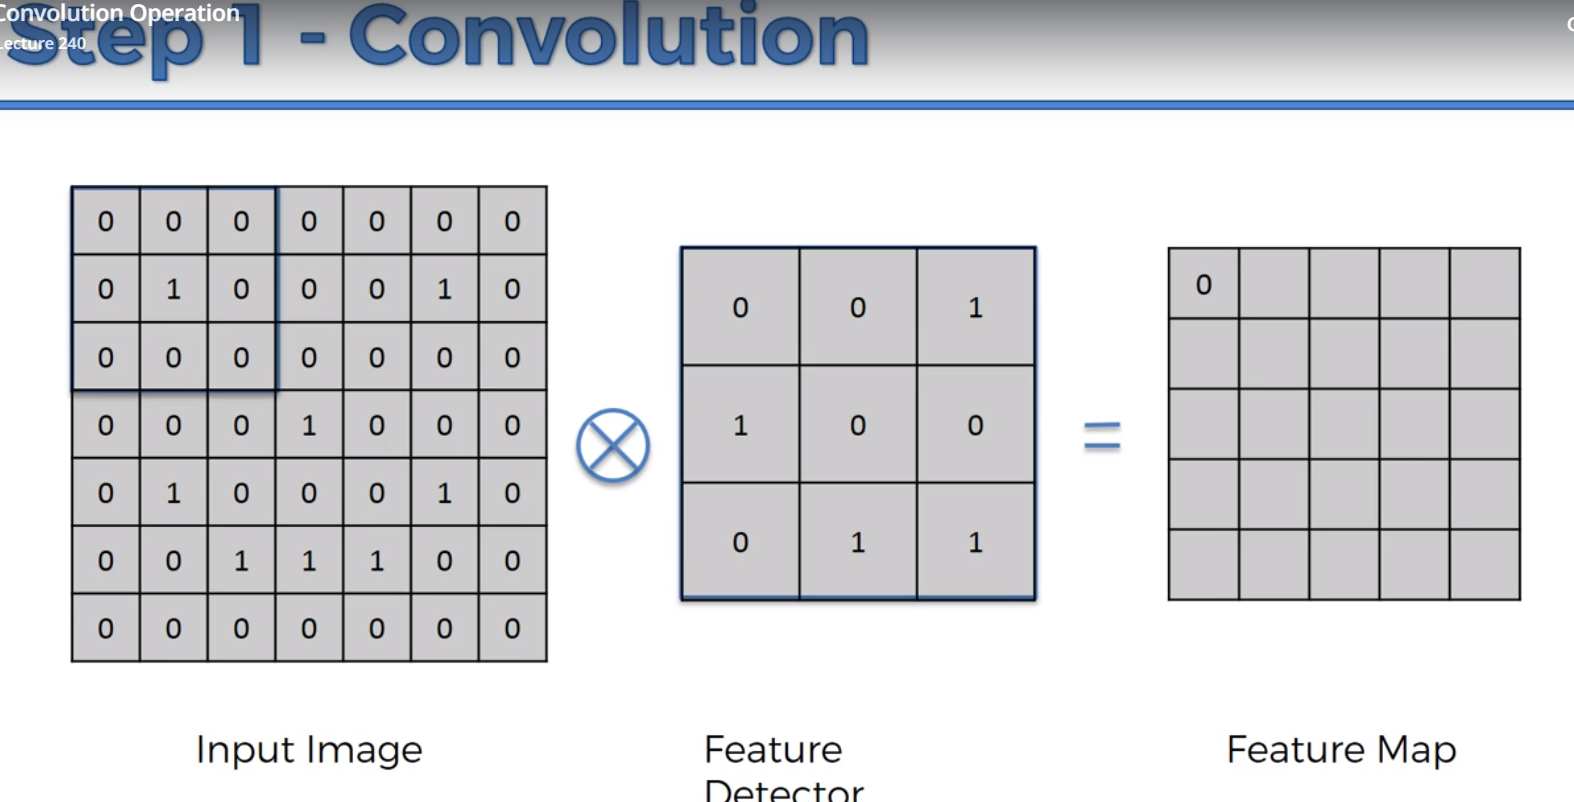 Convolution Operation
Lecture 240
Step 1 - Convolution
0 0 0 0 0 0 0
0 1 0 0 0 1 0
0 0 0 0 0 0 0
0 0 0 1 0 0 0
0 1 0 0 0 1 0
0 0 1 1 1 0 0
0 0 0 0 0 0 0
0 0 1
1 0 0
0 1 1
=
0
Input Image
Feature
Detector
Feature Map